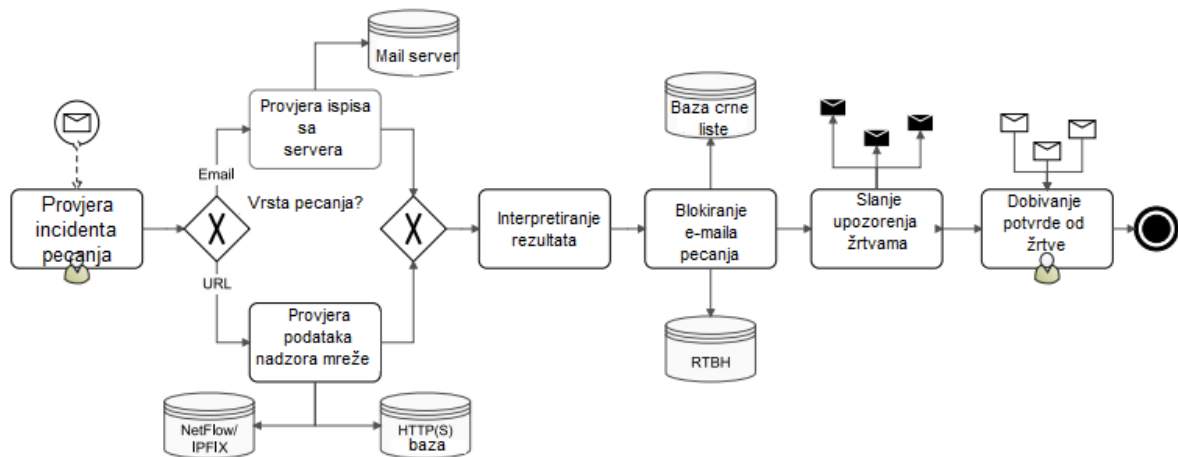 Mail server
Provjera ispisa
sa
servera
Email
Vrsta pecanja?
Provjera
incidenta
pecanja
URL
Provjera
podataka
nadzora mreže
NetFlow/
IPFIX
HTTP(S)
baza
Interpretiranje
rezultata
Baza crne
liste
Blokiranje
e-maila
pecanja
RTBH
Slanje
upozorenja
žrtvama
Dobivanje
potvrde od
žrtve